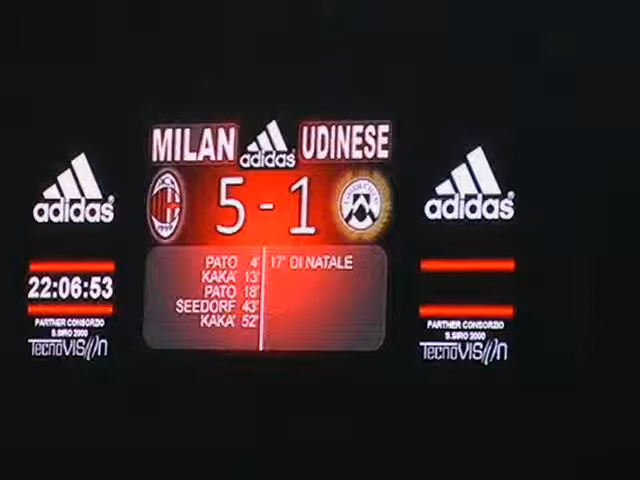 MILAN adidas UDINESE
5 - 1
PATO 4' 17' DI NATALE
KAKA' 13'
PATO 18'
SEEDORF 43'
KAKA' 52'
adidas
22:06:53
PARTNER CONSORZIO
S.SIRO 2000
TECNOVISION
adidas
PARTNER CONSORZIO
S.SIRO 2000
TECNOVISION